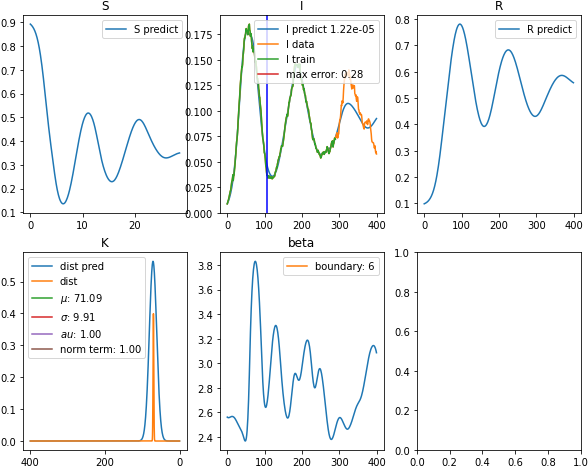 S
I
R
0.9
0.8
0.7
0.6
0.5
0.4
0.3
0.2
0.1
0 10 20
S predict
0.175
0.150
0.125
0.100
0.075
0.050
0.025
0.000
0 100 200 300 400
I predict 1.22e-05
I data
I train
max error: 0.28
0.8
0.7
0.6
0.5
0.4
0.3
0.2
0.1
0 100 200 300 400
R predict
K
beta
0.5
0.4
0.3
0.2
0.1
0.0
400 200 0
dist pred
dist
μ: 71.09
σ: 9.91
au: 1.00
norm term: 1.00
3.8
3.6
3.4
3.2
3.0
2.8
2.6
2.4
0 100 200 300 400
boundary: 6
1.0
0.8
0.6
0.4
0.2
0.0
0.0 0.2 0.4 0.6 0.8 1.0